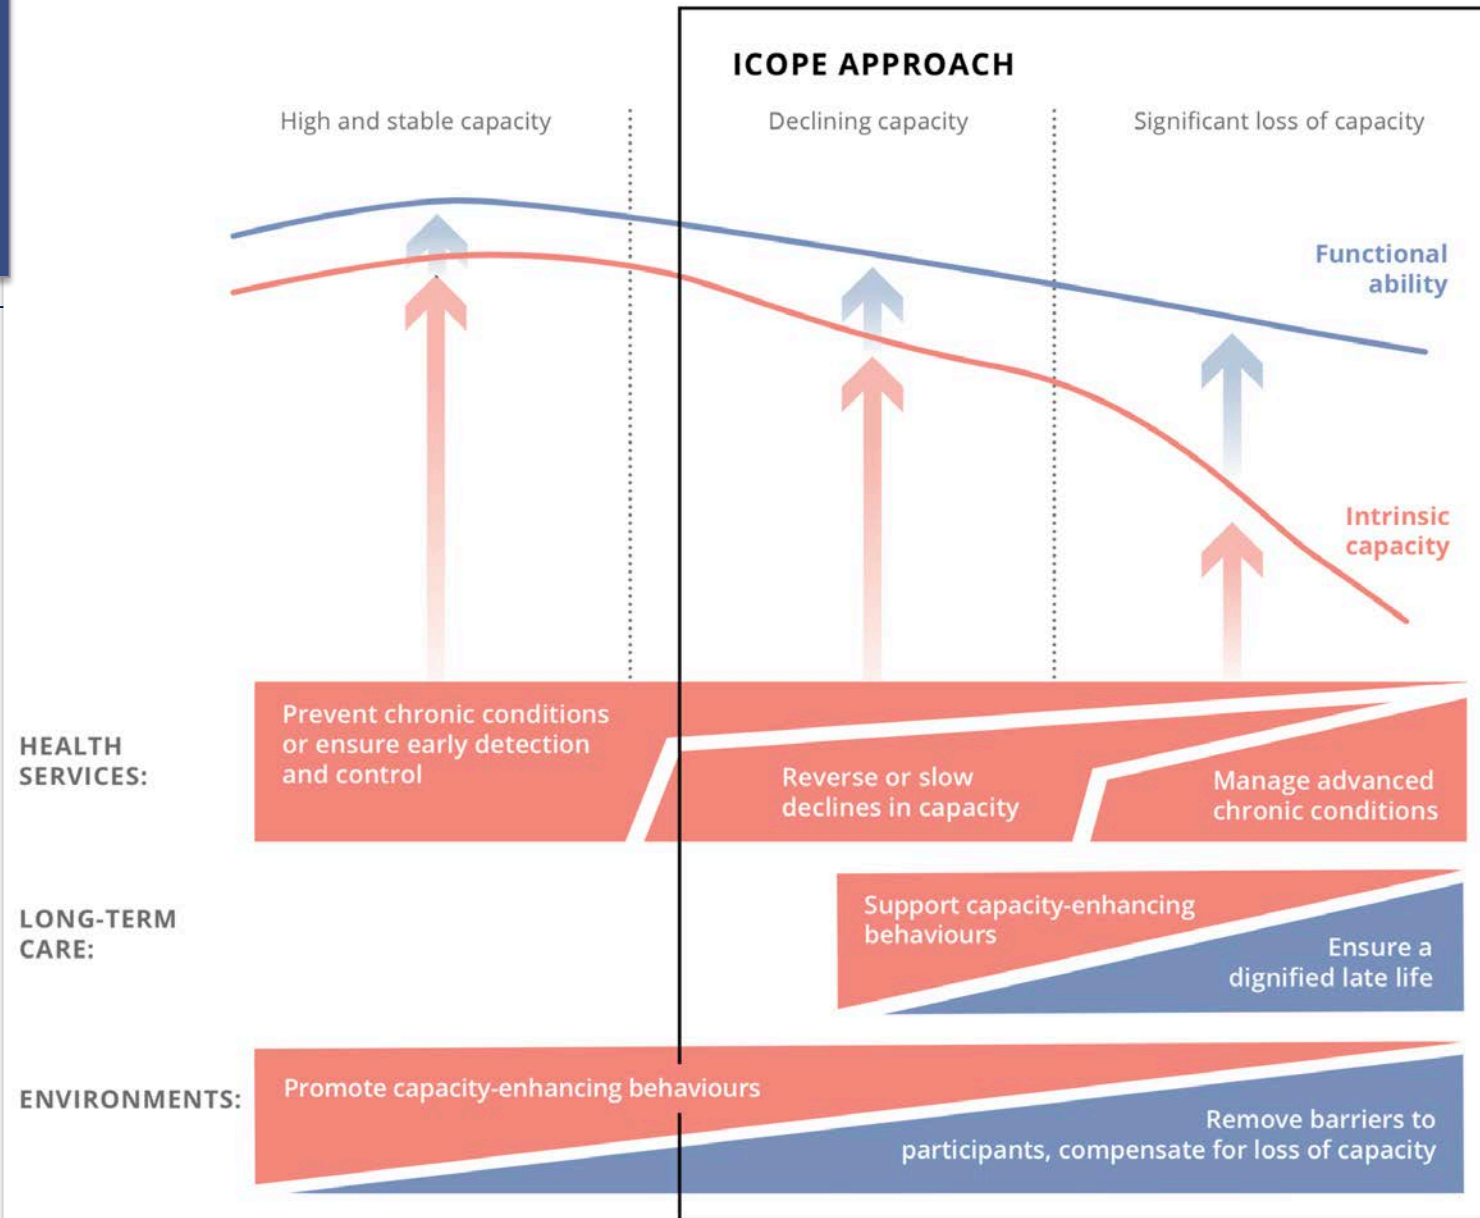 ICOPE APPROACH
High and stable capacity
Declining capacity
Significant loss of capacity
Functional
ability
Intrinsic
capacity
HEALTH
SERVICES:
Prevent chronic conditions
or ensure early detection
and control
Reverse or slow
declines in capacity
Manage advanced
chronic conditions
LONG-TERM
CARE:
Support capacity-enhancing
behaviours
Ensure a
dignified late life
ENVIRONMENTS:
Promote capacity-enhancing behaviours
Remove barriers to
participants, compensate for loss of capacity